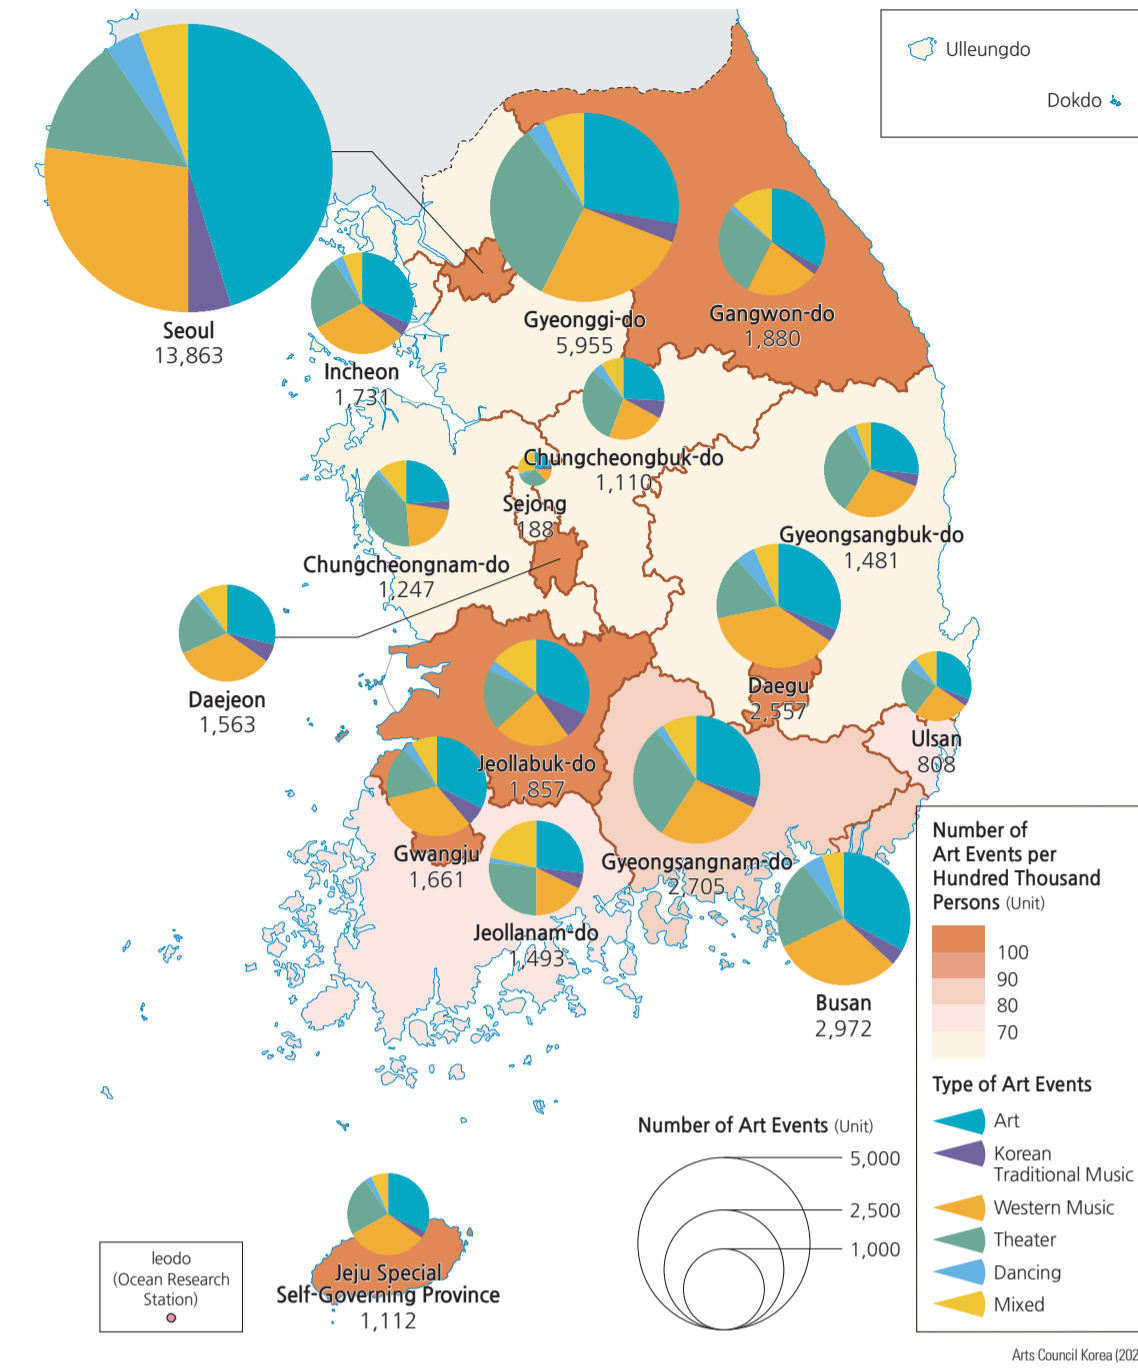 Ulleungdo
Dokdo
Seoul
13,863
Incheon
1,731
Gyeonggi-do
5,955
Gangwon-do
1,880
Chungcheongbuk-do
1,110
Sejong
188
Chungcheongnam-do
1,247
Gyeongsangbuk-do
1,481
Daejeon
1,563
Daegu
2,557
Ulsan
808
Jeollabuk-do
1,857
Gwangju
1,661
Gyeongsangnam-do
2,705
Jeollanam-do
1,493
Busan
2,972
Number of
Art Events per
Hundred Thousand
Persons (Unit)
100
90
80
70
Type of Art Events
Art
Korean
Traditional Music
Western Music
Theater
Dancing
Mixed
Number of Art Events (Unit)
5,000
2,500
1,000
Ieodo
(Ocean Research
Station)
Jeju Special
Self-Governing Province
1,112
Arts Council Korea (202